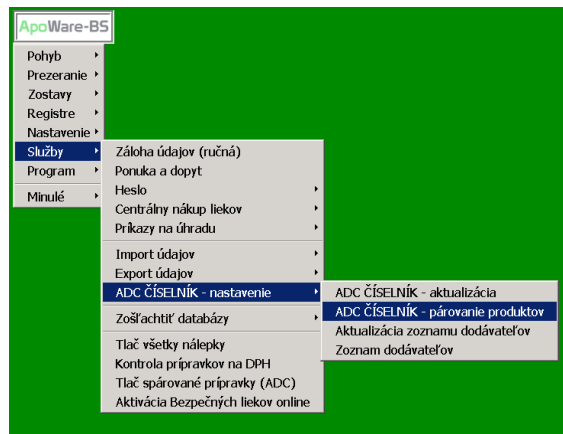 ApoWare-BS
Pohyb
Prezeranie
Zostavy
Registre
Nastavenie
Služby
Program
Minulé
Záloha údajov (ručná)
Ponuka a dopyt
Heslo
Centrálny nákup liekov
Príkazy na úhradu
Import údajov
Export údajov
ADC ČÍSELNÍK - nastavenie
Zošľachtiť databázy
Tlač všetky nálepky
Kontrola prípravkov na DPH
Tlač spárované prípravky (ADC)
Aktivácia Bezpečných liekov online
ADC ČÍSELNÍK - aktualizácia
ADC ČÍSELNÍK - párovanie produktov
Aktualizácia zoznamu dodávateľov
Zoznam dodávateľov